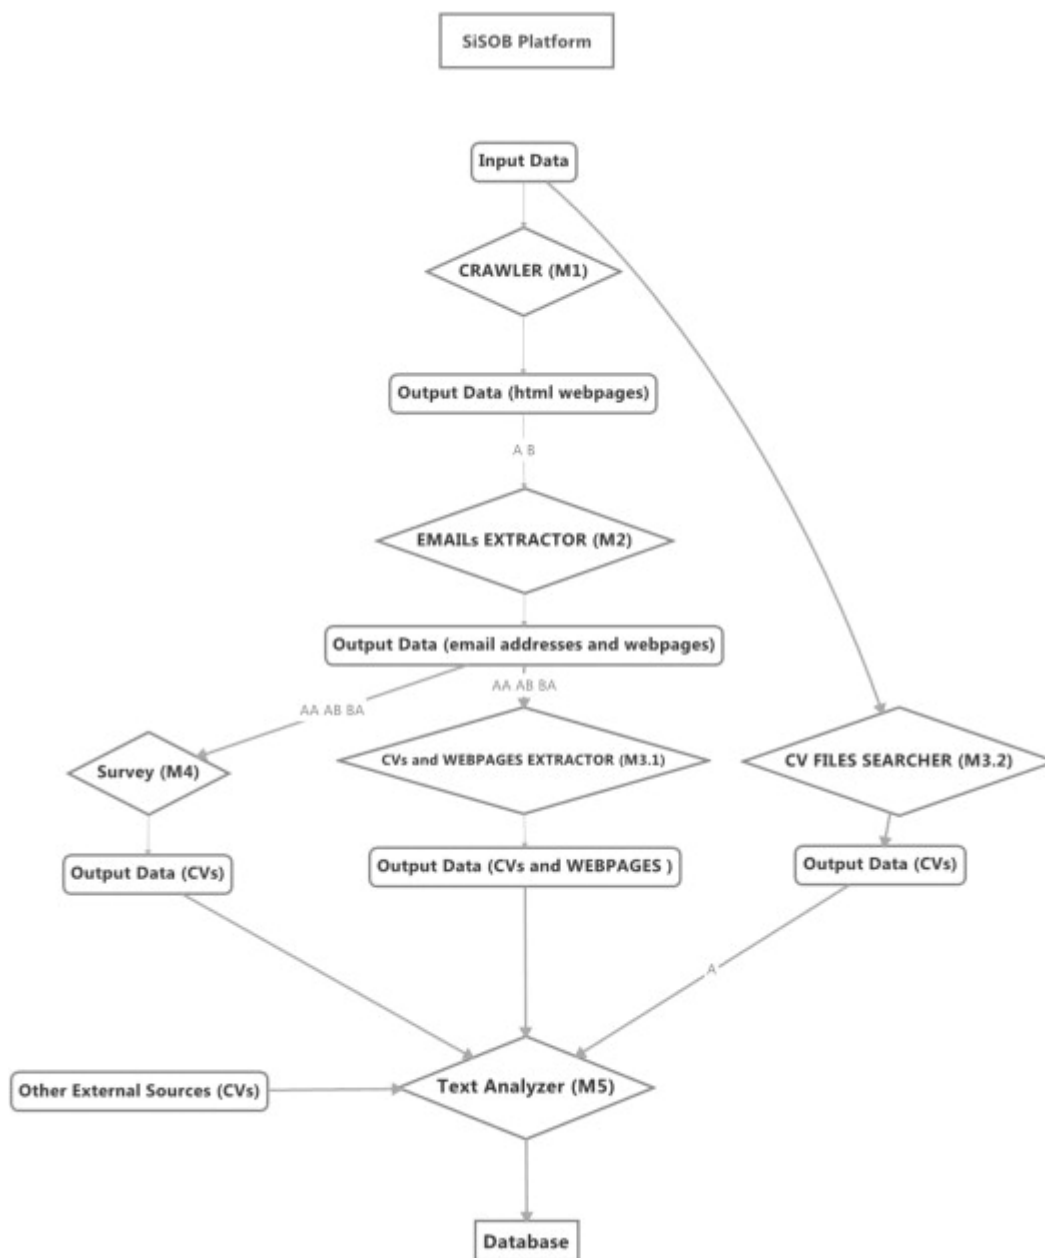 SiSOB Platform
Input Data
CRAWLER (M1)
Output Data (html webpages)
A B
EMAILs EXTRACTOR (M2)
Output Data (email addresses and webpages)
AA AB BA
AA AB BA
Survey (M4)
CVs and WEBPAGES EXTRACTOR (M3.1)
CV FILES SEARCHER (M3.2)
Output Data (CVs)
Output Data (CVs and WEBPAGES )
Output Data (CVs)
A
Other External Sources (CVs)
Text Analyzer (M5)
Database